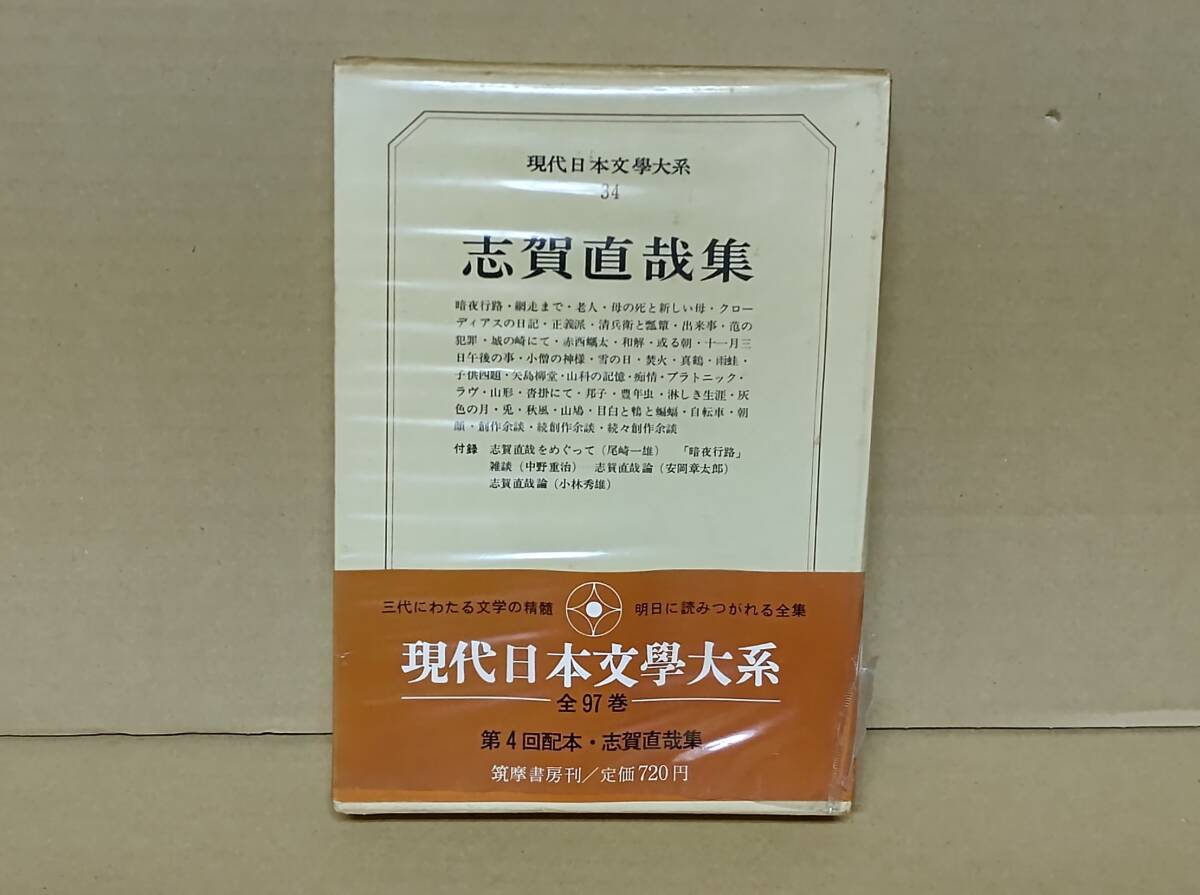 現代日本文學大系
34
志賀直哉集
暗夜行路・網走まで・老人・母の死と新しい母・クロー
ディアスの日記・正義派・清兵衛と瓢簞・出来事・范の
犯罪・城の崎にて・赤西蠣太・和解・或る朝・十一月三
日午後の事・小僧の神様・雪の日・焚火・真鶴・雨蛙・
子供四題・矢島柳堂・山科の記憶・痴情・プラトニック・
ラヴ・山形・沓掛にて・邦子・豊年虫・淋しき生涯・灰
色の月・兎・秋風・山鳩・目白と鵯と蝙蝠・自転車・朝
顔・創作余談・続創作余談・続々創作余談
付録 志賀直哉をめぐって（尾崎一雄） 「暗夜行路」
雑談（中野重治） 志賀直哉論（安岡章太郎）
志賀直哉論（小林秀雄）
三代にわたる文学の精髄 明日に読みつがれる全集
現代日本文學大系
全97巻
第4回配本・志賀直哉集
筑摩書房刊／定価720円